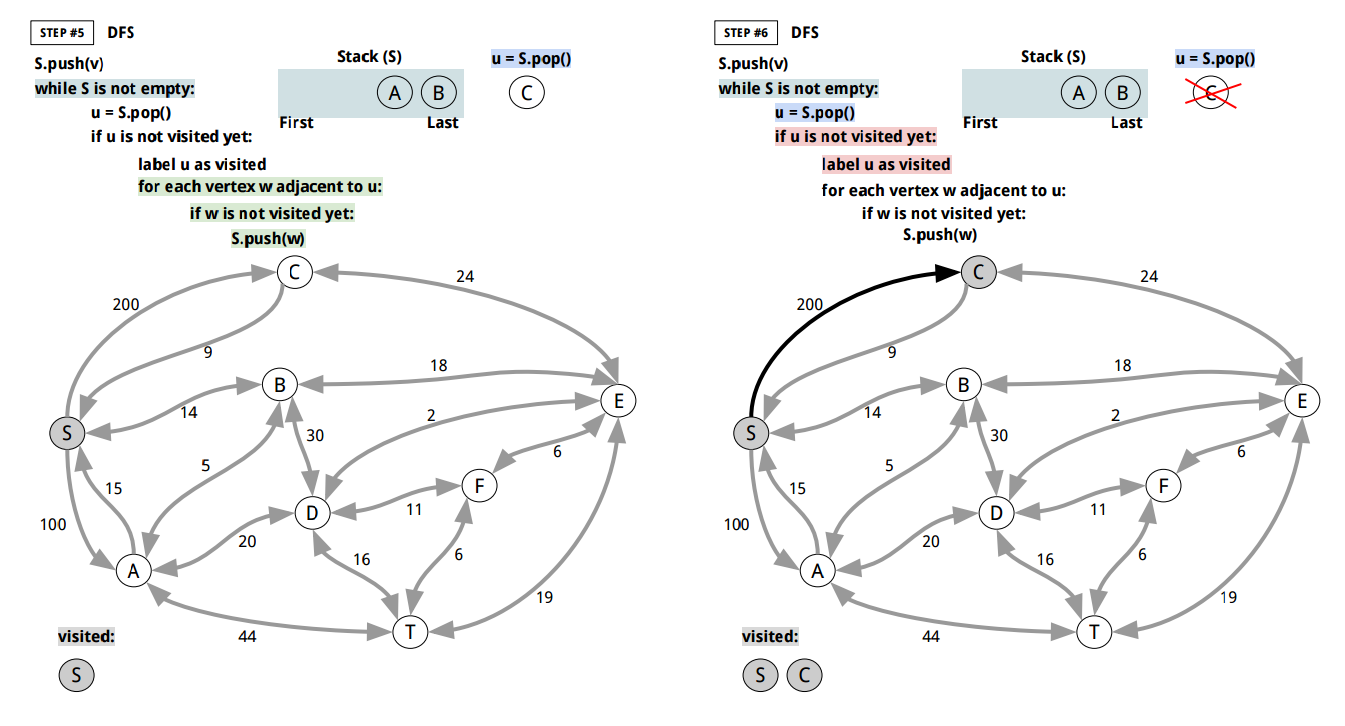 STEP #5 DFS
S.push(v)
while S is not empty:
u = S.pop()
if u is not visited yet:
label u as visited
for each vertex w adjacent to u:
if w is not visited yet:
S.push(w)
Stack (S)
A B
First Last
u = S.pop()
C
C
24
200
9
B
18
14
S
E
2
30
5
6
F
15
D
11
100
20
16
6
A
19
44
T
visited:
S
STEP #6 DFS
S.push(v)
while S is not empty:
u = S.pop()
if u is not visited yet:
label u as visited
for each vertex w adjacent to u:
if w is not visited yet:
S.push(w)
Stack (S)
A B
First Last
u = S.pop()
C
C
24
200
9
B
18
14
S
E
2
30
5
6
F
15
D
11
100
20
16
6
A
19
44
T
visited:
S C